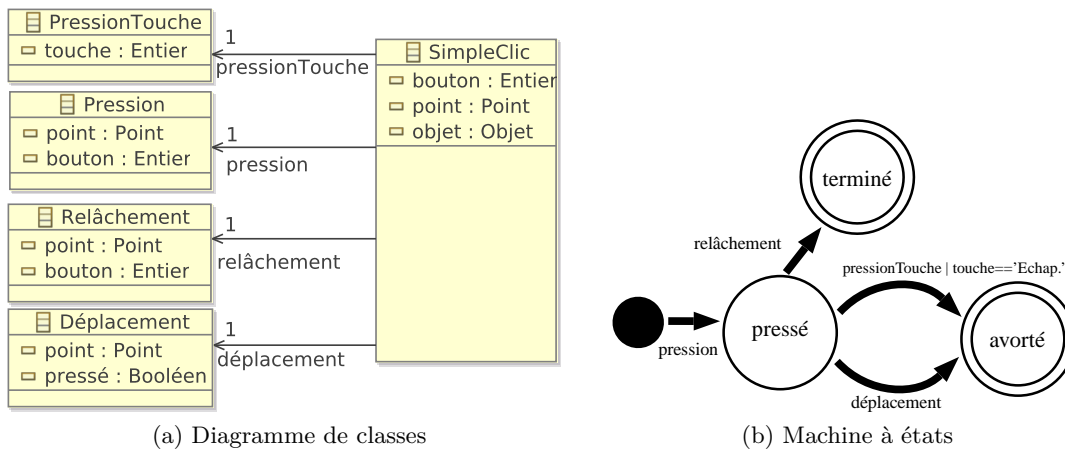 PressionTouche
touche : Entier
1
pressionTouche
Pression
point : Point
bouton : Entier
1
pression
Relâchement
point : Point
bouton : Entier
1
relâchement
Déplacement
point : Point
pressé : Booléen
1
déplacement
SimpleClic
bouton : Entier
point : Point
objet : Objet
(a) Diagramme de classes
terminé
relâchement
pressionTouche | touche=='Echap.'
pressé
avorté
pression
déplacement
(b) Machine à états